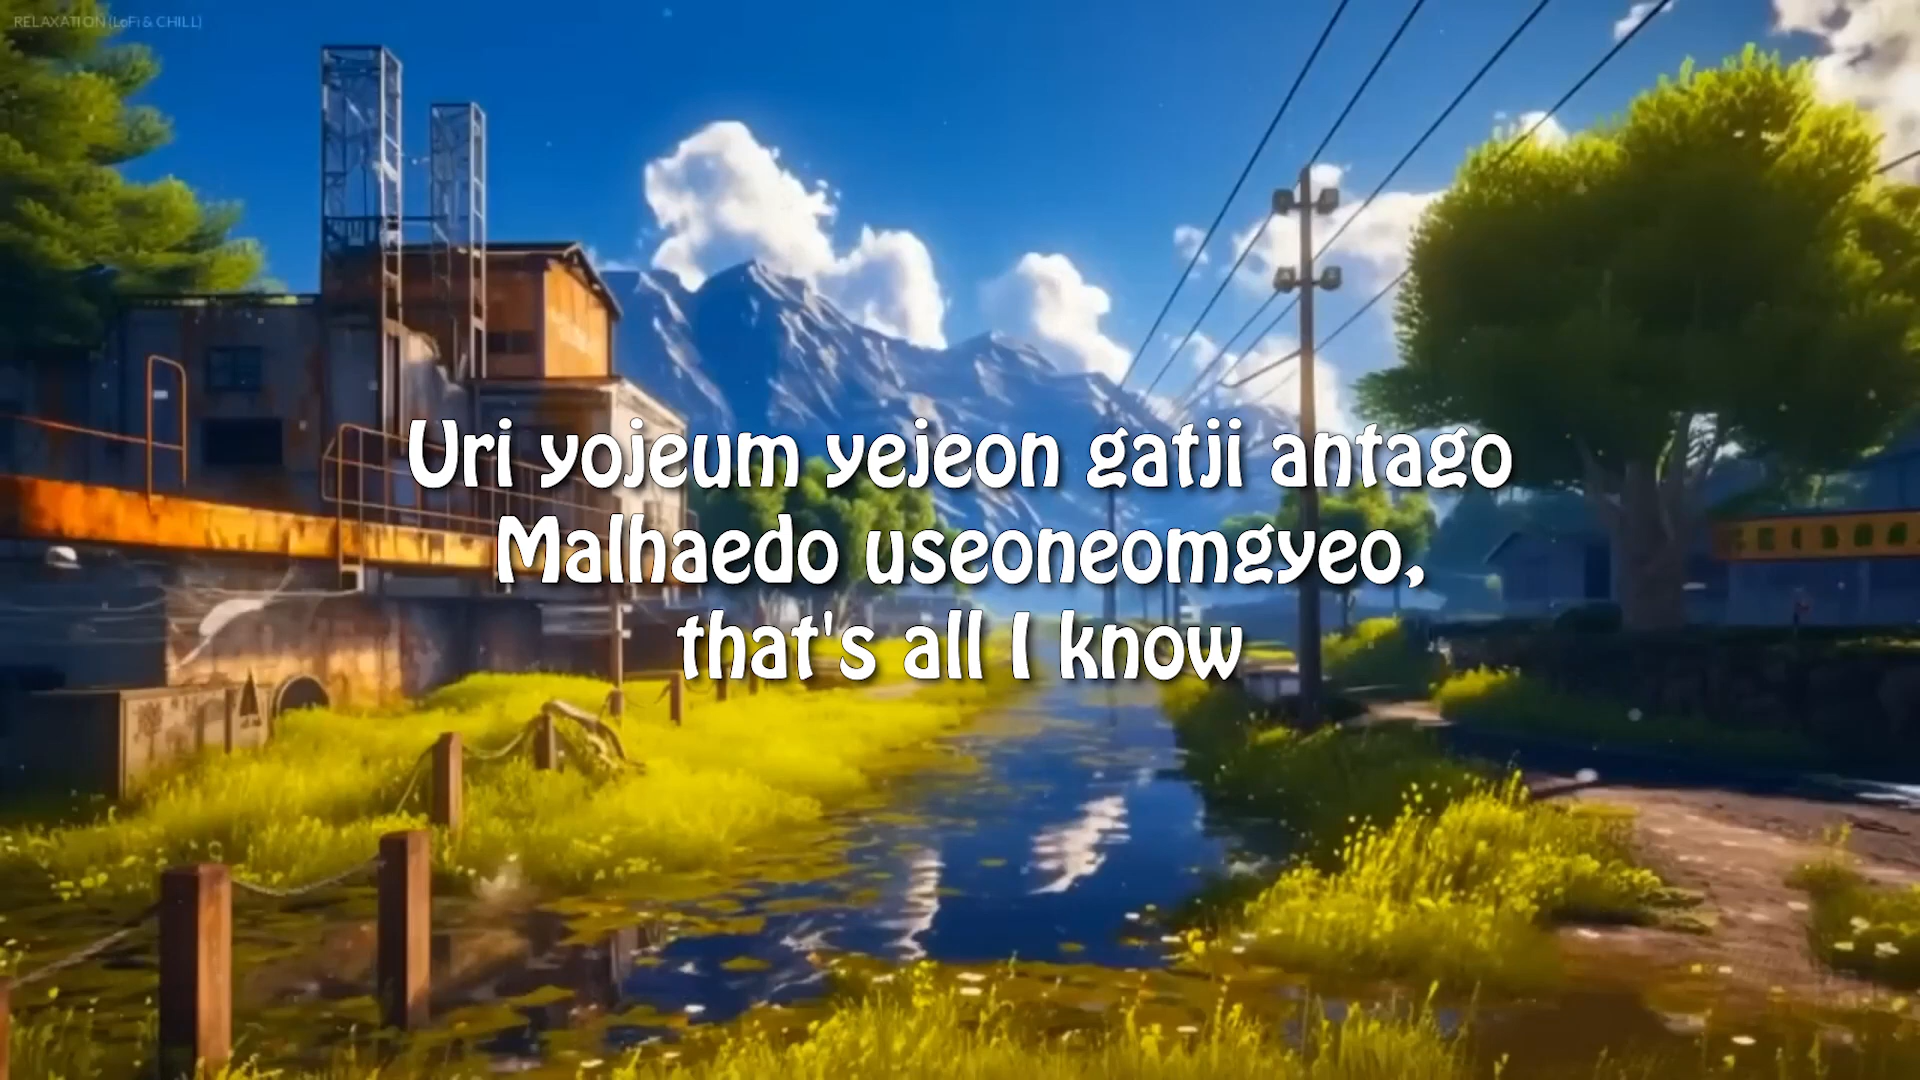 RELAXATION (LoFi & CHILL)
Uri yojeum yejeon gatji antago
Malhaedo useoneomgyeo,
that's all I know